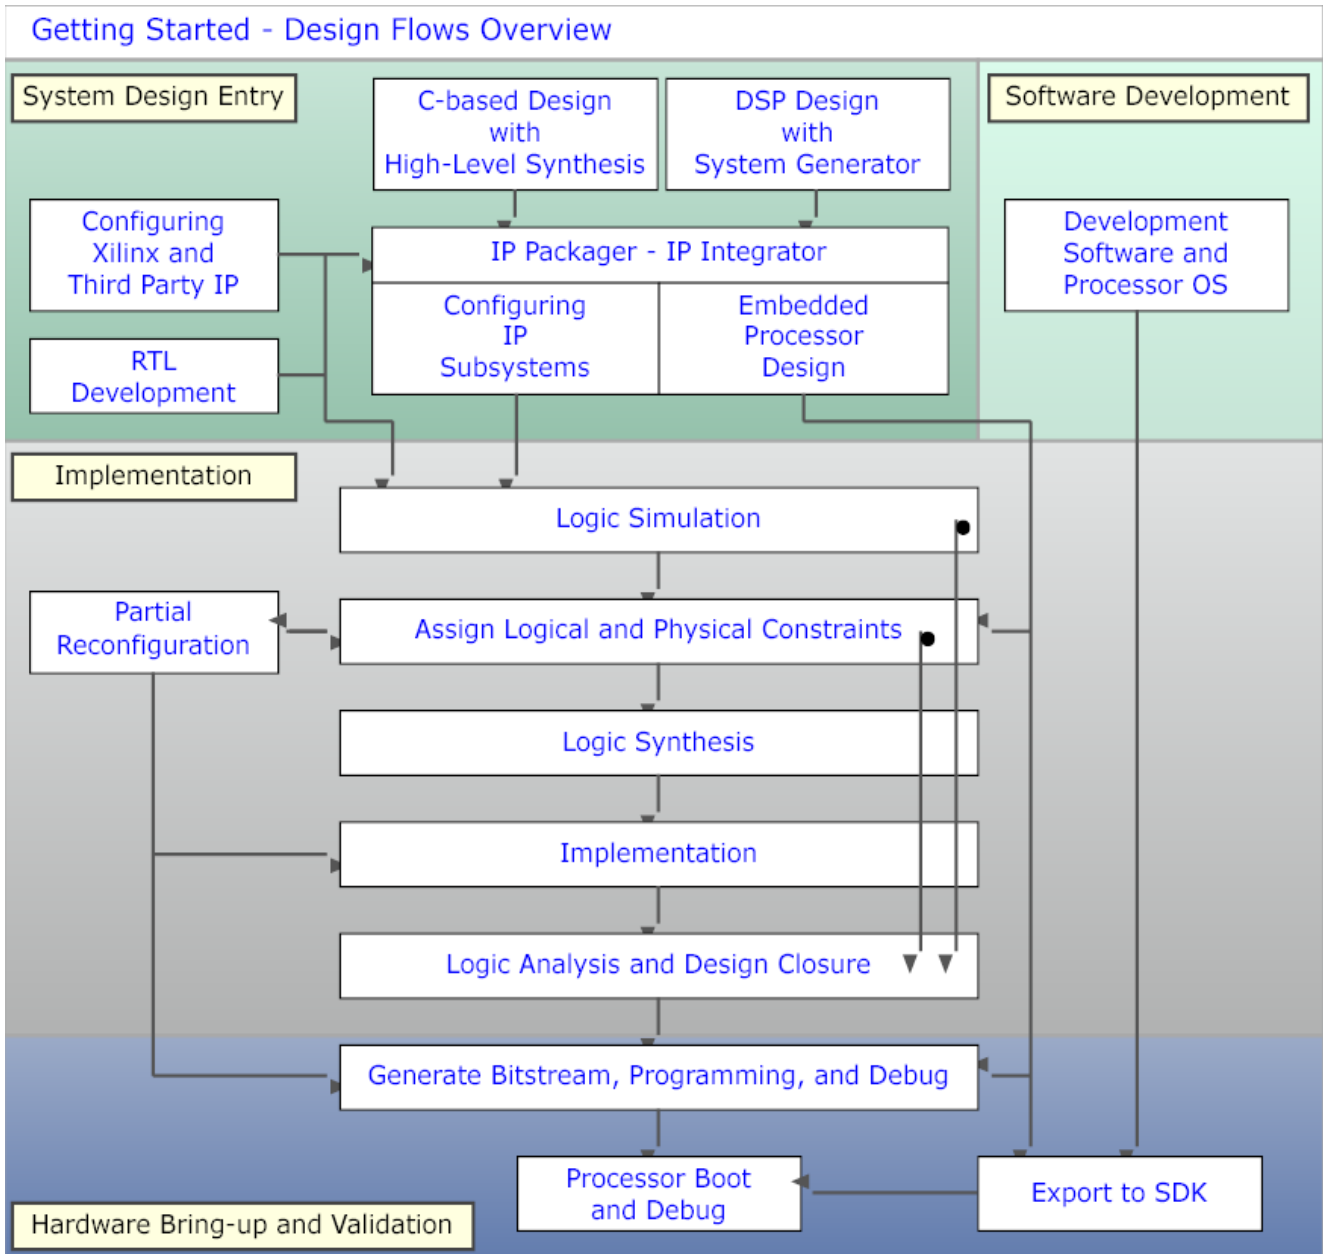 Getting Started - Design Flows Overview
System Design Entry
C-based Design
with
High-Level Synthesis
DSP Design
with
System Generator
Software Development
Configuring
Xilinx and
Third Party IP
IP Packager - IP Integrator
Configuring
IP
Subsystems
Embedded
Processor
Design
Development
Software and
Processor OS
RTL
Development
Implementation
Logic Simulation
Partial
Reconfiguration
Assign Logical and Physical Constraints
Logic Synthesis
Implementation
Logic Analysis and Design Closure
Generate Bitstream, Programming, and Debug
Processor Boot
and Debug
Export to SDK
Hardware Bring-up and Validation